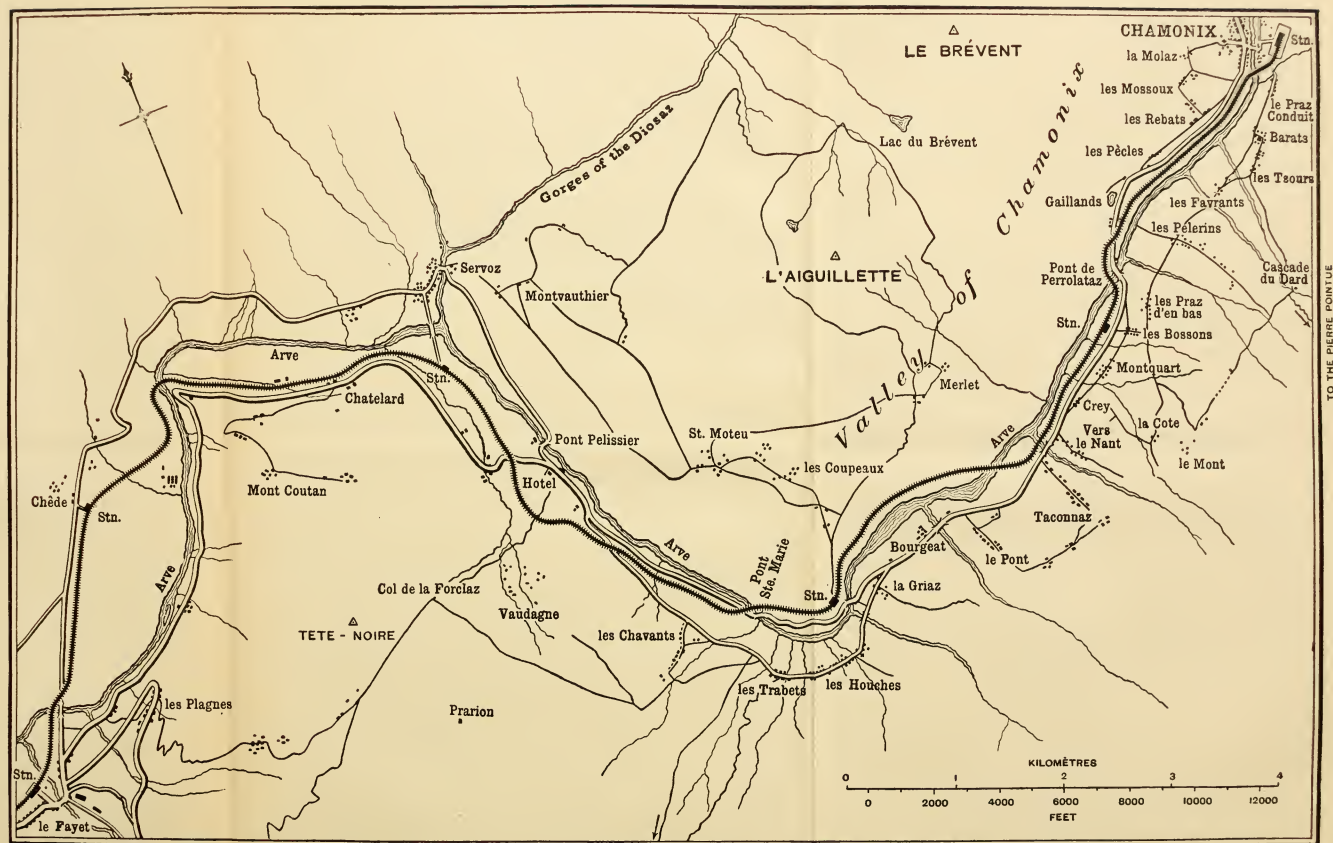 CHAMONIX
Stn.
LE BRÉVENT
la Molaz
les Mossoux
le Praz
Conduit
les Rebats
Barats
Lac du Brévent
les Pècles
les Tsours
Gorges of the Diosaz
Valley of Chamonix
Gaillands
les Favrants
les Pélerins
Servoz
Pont de
Perrolataz
Cascade
du Dard
L'AIGUILLETTE
Montvauthier
les Praz
d'en bas
Stn.
les Bossons
TO THE PIERRE POINTUE
Arve
Stn.
Chatelard
Montquart
Merlet
Crey
Vers
le Nant
la Cote
Arve
St. Moteu
Pont Pelissier
les Coupeaux
le Mont
Hotel
Mont Coutan
Chêde
Stn.
Taconnaz
Arve
Bourgeat
le Pont
Arve
Pont
Ste. Marie
Col de la Forclaz
Stn.
la Griaz
Vaudagne
TETE - NOIRE
les Chavants
les Trabets
les Houches
les Plagnes
Prarion
Stn.
le Fayet
KILOMÈTRES
0 1 2 3 4
0 2000 4000 6000 8000 10000 12000
FEET